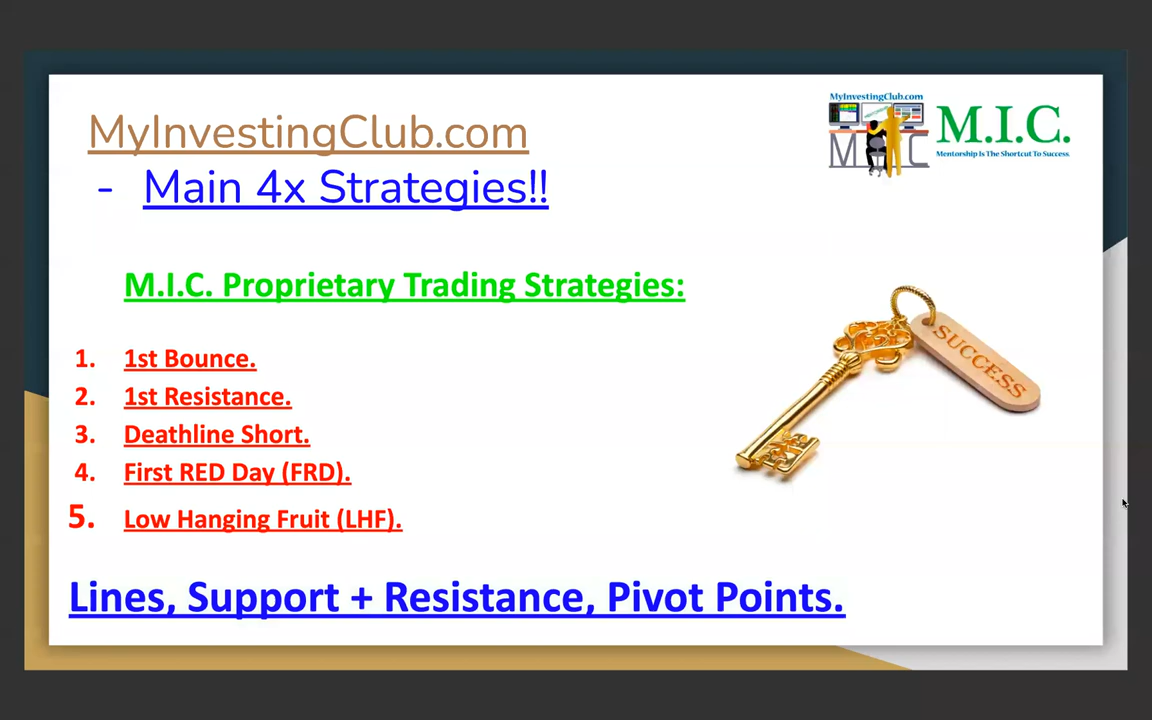 MyInvestingClub.com
- Main 4x Strategies!!
MyInvestingClub.com
M.I.C.
MIC
Mentorship Is The Shortcut To Success.
M.I.C. Proprietary Trading Strategies:
1. 1st Bounce.
2. 1st Resistance.
3. Deathline Short.
4. First RED Day (FRD).
5. Low Hanging Fruit (LHF).
SUCCESS
Lines, Support + Resistance, Pivot Points.